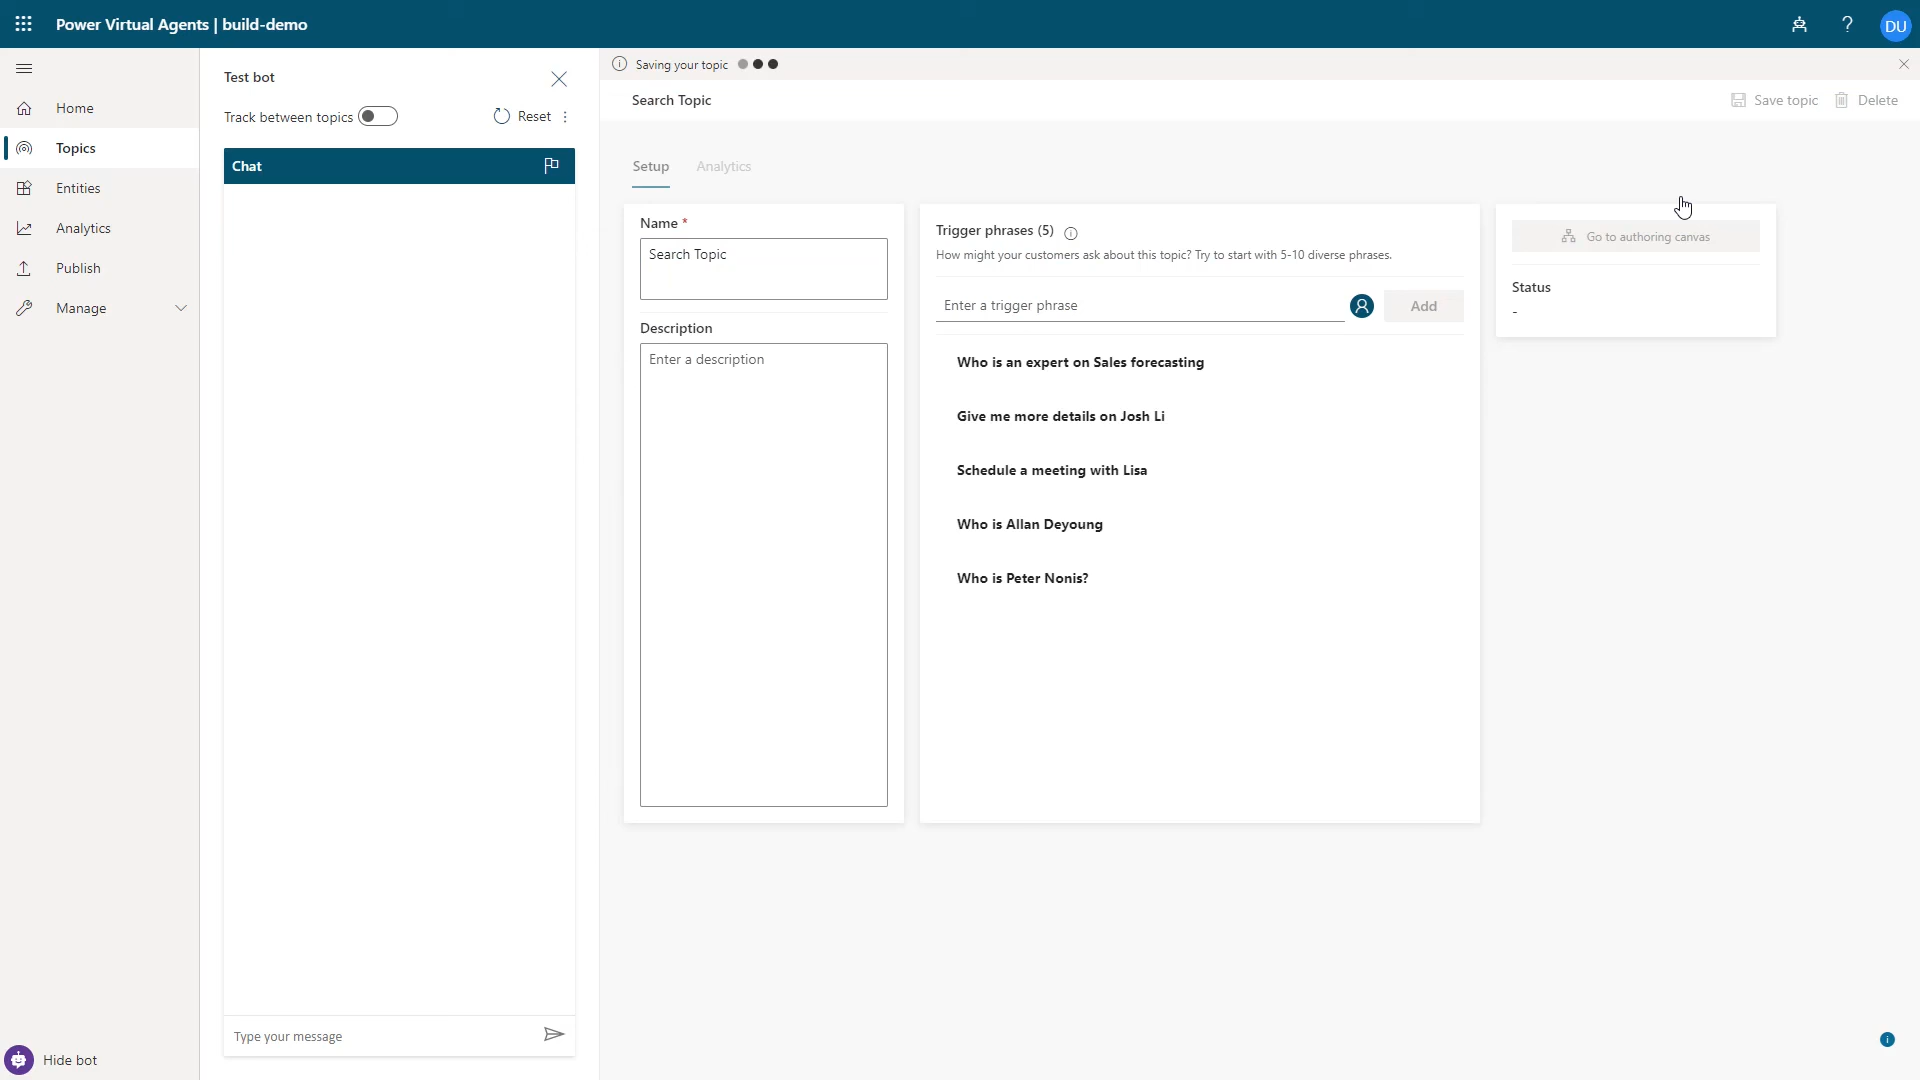 Power Virtual Agents | build-demo
?
DU
Home
Topics
Entities
Analytics
Publish
Manage
Hide bot
Test bot
Track between topics
Reset
Chat
Type your message
Saving your topic
Search Topic
Save topic
Delete
Setup
Analytics
Name *
Search Topic
Description
Enter a description
Trigger phrases (5)
How might your customers ask about this topic? Try to start with 5-10 diverse phrases.
Enter a trigger phrase
Add
Who is an expert on Sales forecasting
Give me more details on Josh Li
Schedule a meeting with Lisa
Who is Allan Deyoung
Who is Peter Nonis?
Go to authoring canvas
Status
-